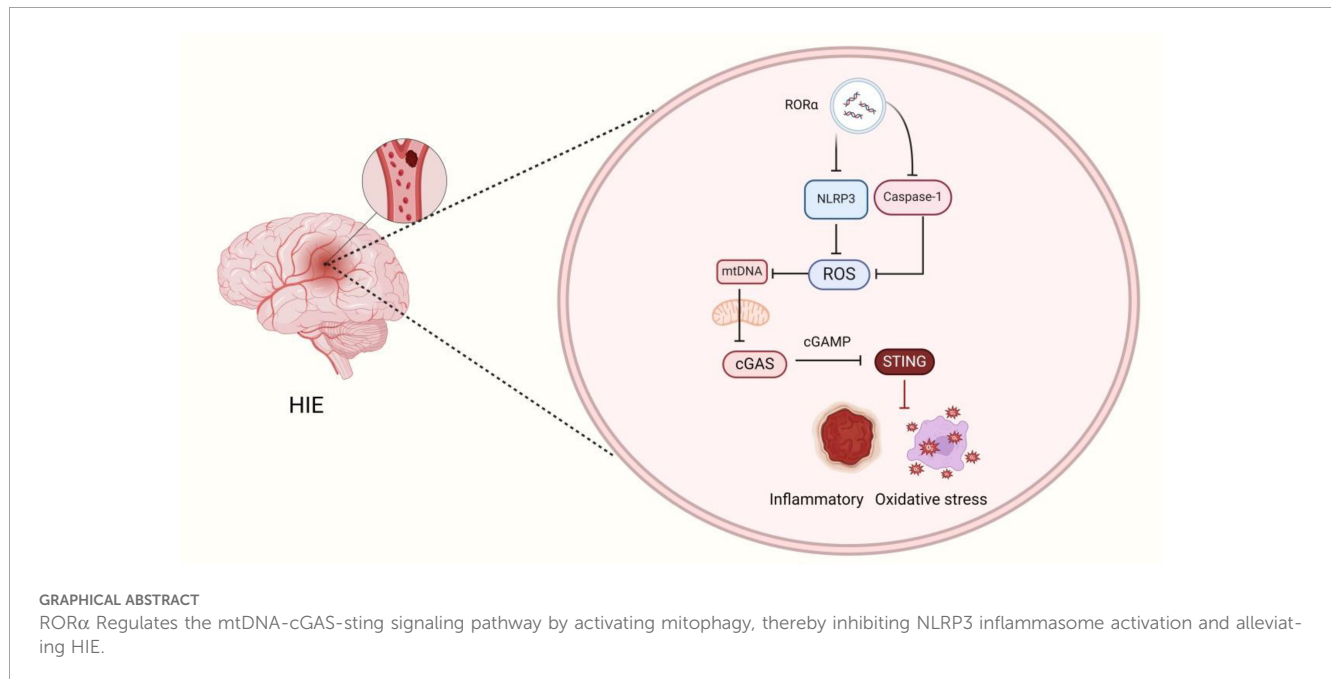 RORα
NLRP3
Caspase-1
mtDNA
ROS
cGAMP
cGAS
STING
HIE
Inflammatory
Oxidative stress
GRAPHICAL ABSTRACT
RORα Regulates the mtDNA-cGAS-sting signaling pathway by activating mitophagy, thereby inhibiting NLRP3 inflammasome activation and alleviat-
ing HIE.